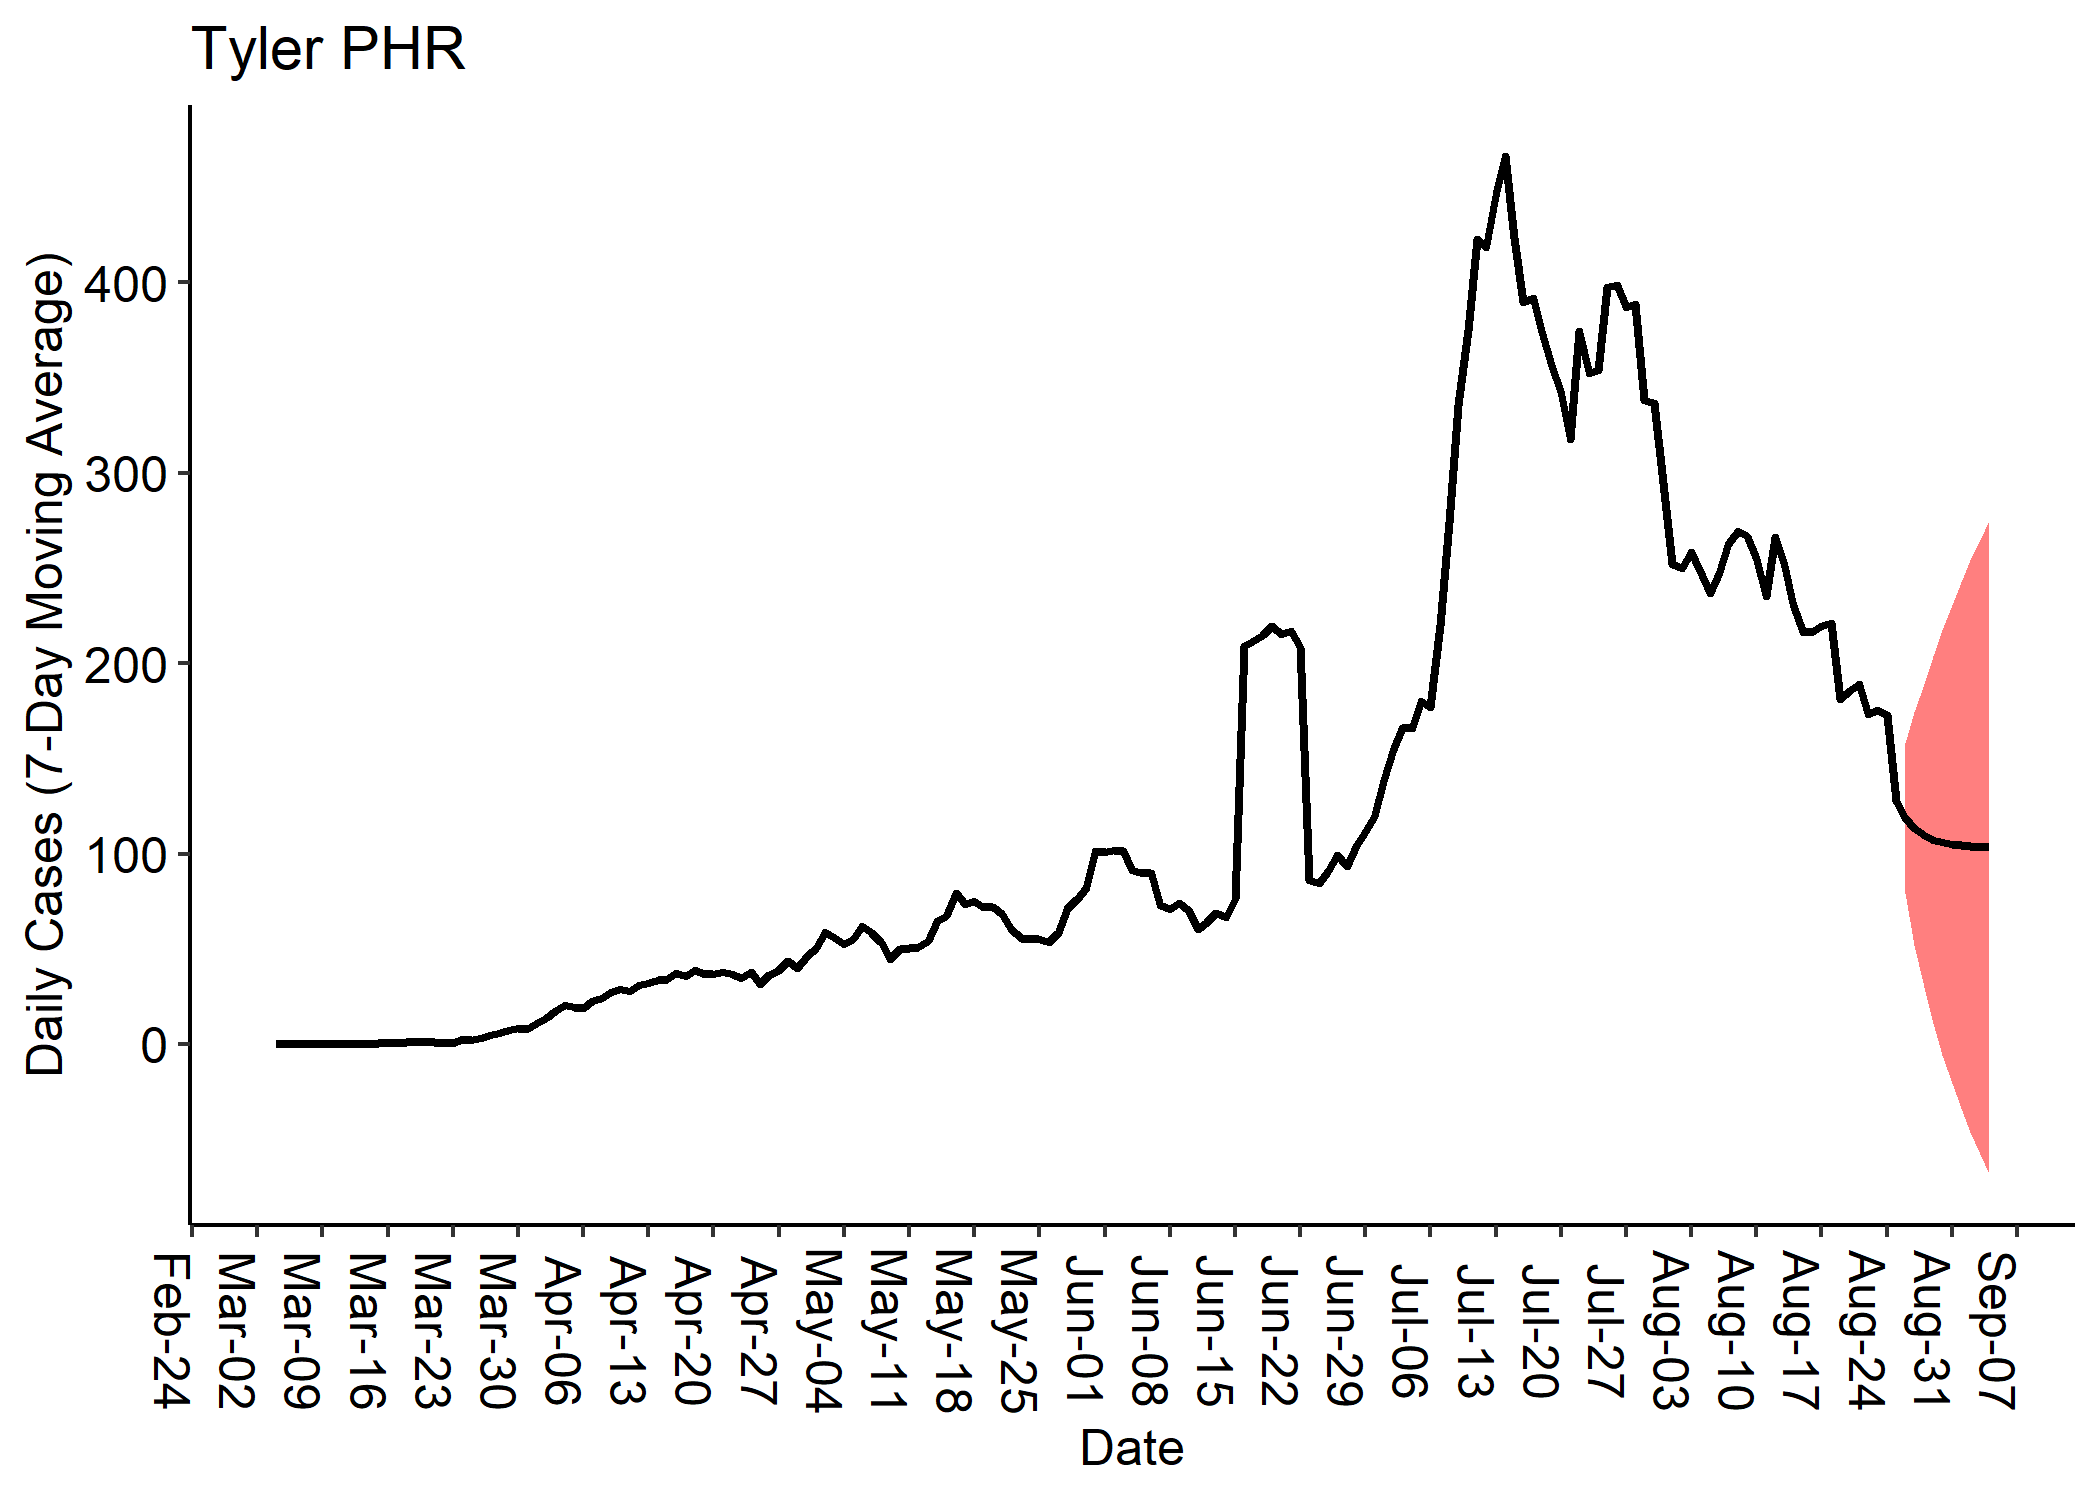 Tyler PHR
Daily Cases (7-Day Moving Average)
400
300
200
100
0
Feb-24
Mar-02
Mar-09
Mar-16
Mar-23
Mar-30
Apr-06
Apr-13
Apr-20
Apr-27
May-04
May-11
May-18
May-25
Jun-01
Jun-08
Jun-15
Jun-22
Jun-29
Jul-06
Jul-13
Jul-20
Jul-27
Aug-03
Aug-10
Aug-17
Aug-24
Aug-31
Sep-07
Date